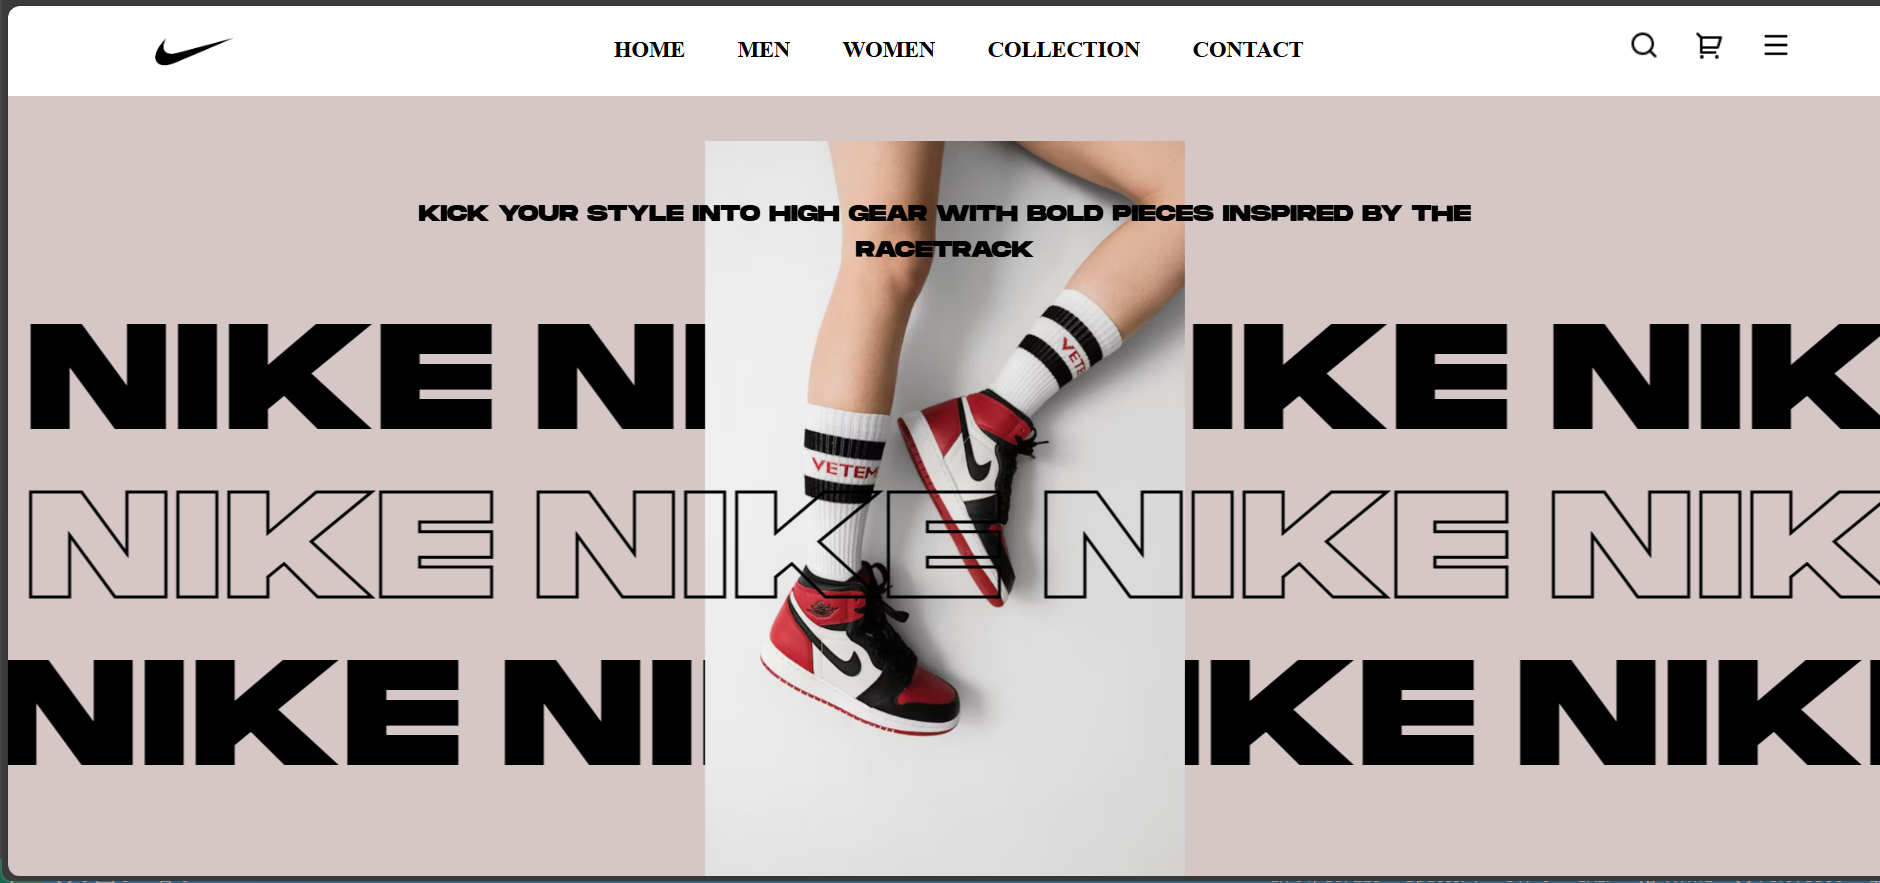 HOME MEN WOMEN COLLECTION CONTACT
KICK YOUR STYLE INTO HIGH GEAR WITH BOLD PIECES INSPIRED BY THE
RACETRACK
NIKE NI IKE NIK
VETE
VETEM
NIKE NIKE NIKE NIK
NIKE NI IKE NIK